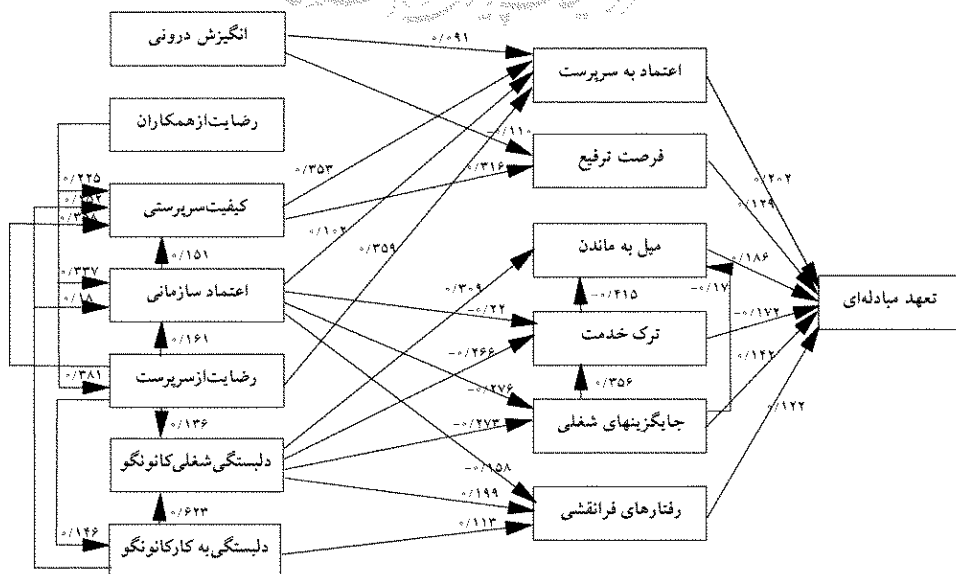 انگیزش درونی
۰/۰۹۱
اعتماد به سرپرست
رضایت‌ازهمکاران
-۰/۱۱۰
فرصت ترفیع
۰/۳۵۳
۰/۳۱۶
۰/۲۲۵
کیفیت‌سرپرستی
۰/۲۰۲
۰/۱۲۹
۰/۱۰۲
۰/۳۵۹
میل به ماندن
۰/۱۸۶
۰/۱۵۱
۰/۳۳۷
۰/۱۸
اعتماد سازمانی
۰/۳۰۹
-۰/۲۴
-۰/۴۱۵
-۰/۱۷
تعهد مبادله‌ای
ترک خدمت
-۰/۱۷۲
۰/۱۶۱
-۰/۲۶۶
۰/۱۴۲
رضایت‌ازسرپرست
۰/۳۸۱
-۰/۲۷۶
۰/۳۵۶
۰/۱۲۲
جایگزینهای شغلی
۰/۱۳۶
-۰/۲۷۳
دلبستگی‌شغلی‌کانونگو
-۰/۱۵۸
۰/۱۹۹
رفتارهای فرانقشی
۰/۶۲۳
۰/۱۱۳
۰/۱۴۶
دلبستگی‌به کارکانونگو